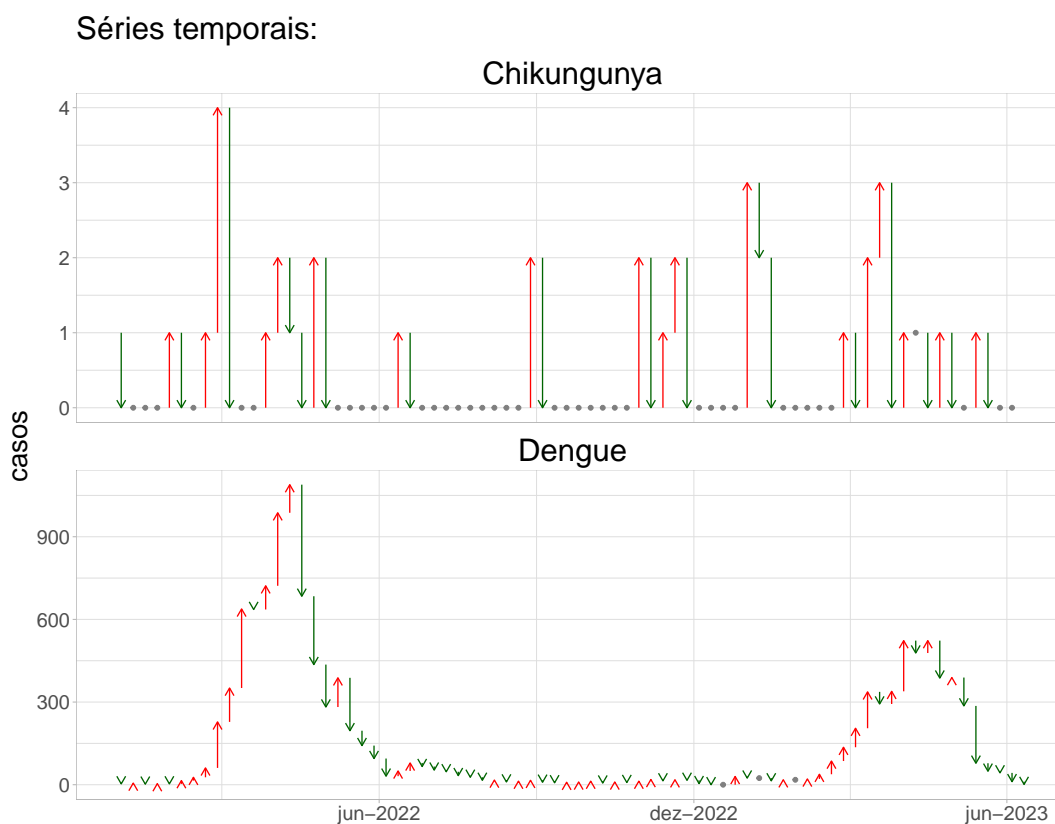 Séries temporais:
Chikungunya
4
3
2
1
0
casos
Dengue
900
600
300
0
jun−2022
dez−2022
jun−2023